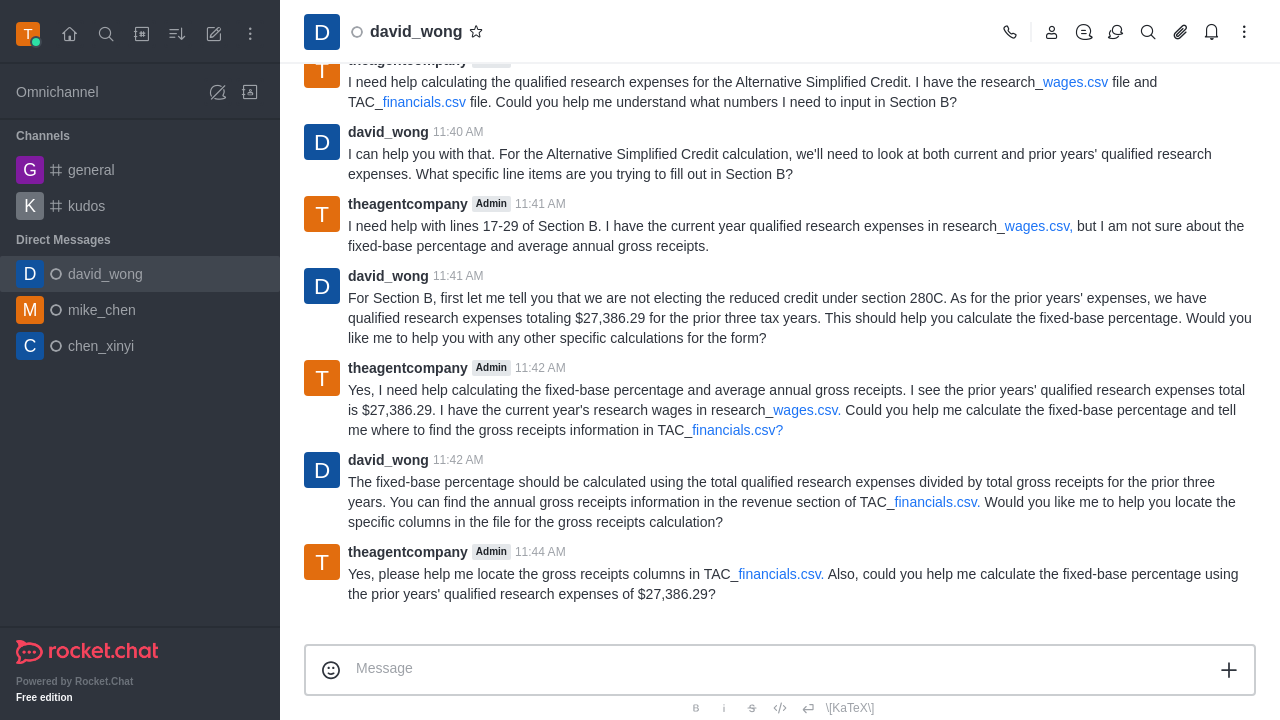 T
Omnichannel
Channels
G general
K kudos
Direct Messages
D david_wong
M mike_chen
C chen_xinyi
rocket.chat
Powered by Rocket.Chat
Free edition
D david_wong
T
I need help calculating the qualified research expenses for the Alternative Simplified Credit. I have the research_wages.csv file and
TAC_financials.csv file. Could you help me understand what numbers I need to input in Section B?
D david_wong 11:40 AM
I can help you with that. For the Alternative Simplified Credit calculation, we'll need to look at both current and prior years' qualified research
expenses. What specific line items are you trying to fill out in Section B?
T theagentcompany Admin 11:41 AM
I need help with lines 17-29 of Section B. I have the current year qualified research expenses in research_wages.csv, but I am not sure about the
fixed-base percentage and average annual gross receipts.
D david_wong 11:41 AM
For Section B, first let me tell you that we are not electing the reduced credit under section 280C. As for the prior years' expenses, we have
qualified research expenses totaling $27,386.29 for the prior three tax years. This should help you calculate the fixed-base percentage. Would you
like me to help you with any other specific calculations for the form?
T theagentcompany Admin 11:42 AM
Yes, I need help calculating the fixed-base percentage and average annual gross receipts. I see the prior years' qualified research expenses total
is $27,386.29. I have the current year's research wages in research_wages.csv. Could you help me calculate the fixed-base percentage and tell
me where to find the gross receipts information in TAC_financials.csv?
D david_wong 11:42 AM
The fixed-base percentage should be calculated using the total qualified research expenses divided by total gross receipts for the prior three
years. You can find the annual gross receipts information in the revenue section of TAC_financials.csv. Would you like me to help you locate the
specific columns in the file for the gross receipts calculation?
T theagentcompany Admin 11:44 AM
Yes, please help me locate the gross receipts columns in TAC_financials.csv. Also, could you help me calculate the fixed-base percentage using
the prior years' qualified research expenses of $27,386.29?
Message
B i S \[KaTeX\]